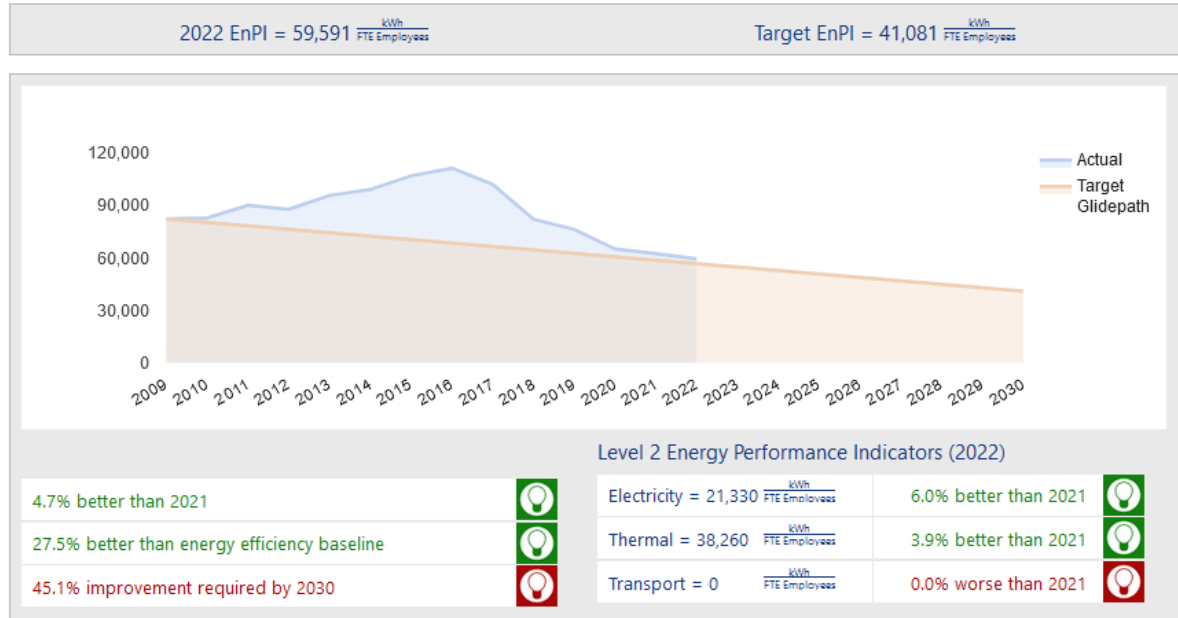 2022 EnPI = 59,591 kWh/FTE Employees
Target EnPI = 41,081 kWh/FTE Employees
120,000
90,000
60,000
30,000
0
Actual
Target
Glidepath
2009 2010 2011 2012 2013 2014 2015 2016 2017 2018 2019 2020 2021 2022 2023 2024 2025 2026 2027 2028 2029 2030
4.7% better than 2021
27.5% better than energy efficiency baseline
45.1% improvement required by 2030
Level 2 Energy Performance Indicators (2022)
Electricity = 21,330 kWh/FTE Employees 6.0% better than 2021
Thermal = 38,260 kWh/FTE Employees 3.9% better than 2021
Transport = 0 kWh/FTE Employees 0.0% worse than 2021